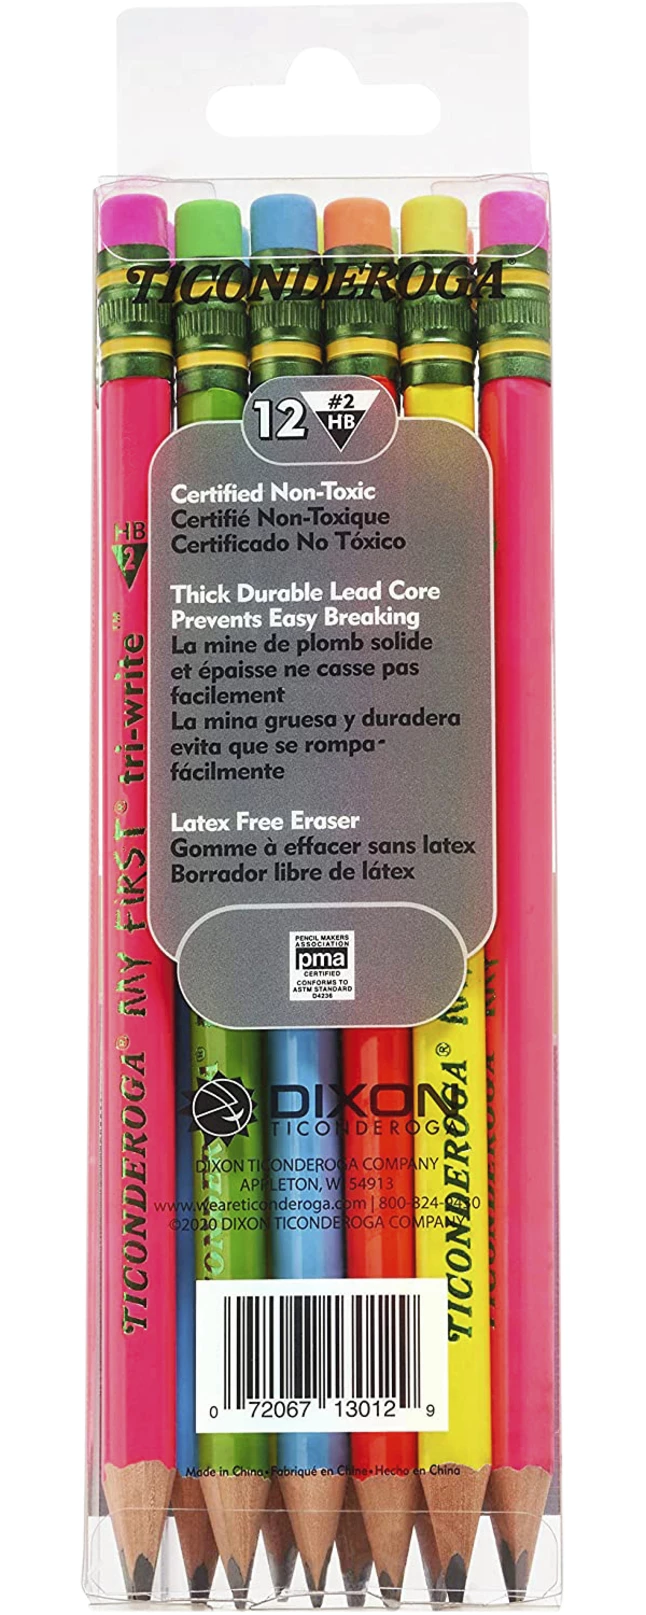 TICONDEROGA®
12 #2
HB
Certified Non-Toxic
Certifié Non-Toxique
Certificado No Tóxico
Thick Durable Lead Core
Prevents Easy Breaking
La mine de plomb solide
et épaisse ne casse pas
facilement
La mina gruesa y duradera
evita que se rompa
fácilmente
Latex Free Eraser
Gomme à effacer sans latex
Borrador libre de látex
PENCIL MAKERS
ASSOCIATION
pma
CERTIFIED
CONFORMS TO
ASTM STANDARD
D4236
TICONDEROGA® MY FIRST® tri-write™ 2 HB
TICONDEROGA®
DIXON
TICONDEROGA
DIXON TICONDEROGA COMPANY
APPLETON, WI 54913
www.weareticonderoga.com | 800-824-9430
©2020 DIXON TICONDEROGA COMPANY
0 72067 13012 9
Made in China•Fabriqué en Chine•Hecho en China